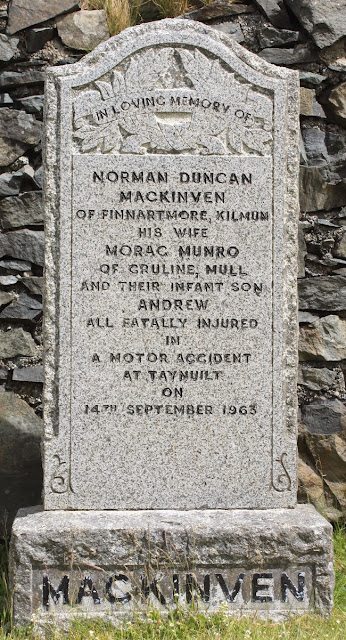 IN LOVING MEMORY OF
NORMAN DUNCAN
MACKINVEN
OF FINNARTMORE, KILMUN
HIS WIFE
MORAG MUNRO
OF GRULINE, MULL
AND THEIR INFANT SON
ANDREW
ALL FATALLY INJURED
IN
A MOTOR ACCIDENT
AT TAYNUILT
ON
14TH SEPTEMBER 1963
MACKINVEN